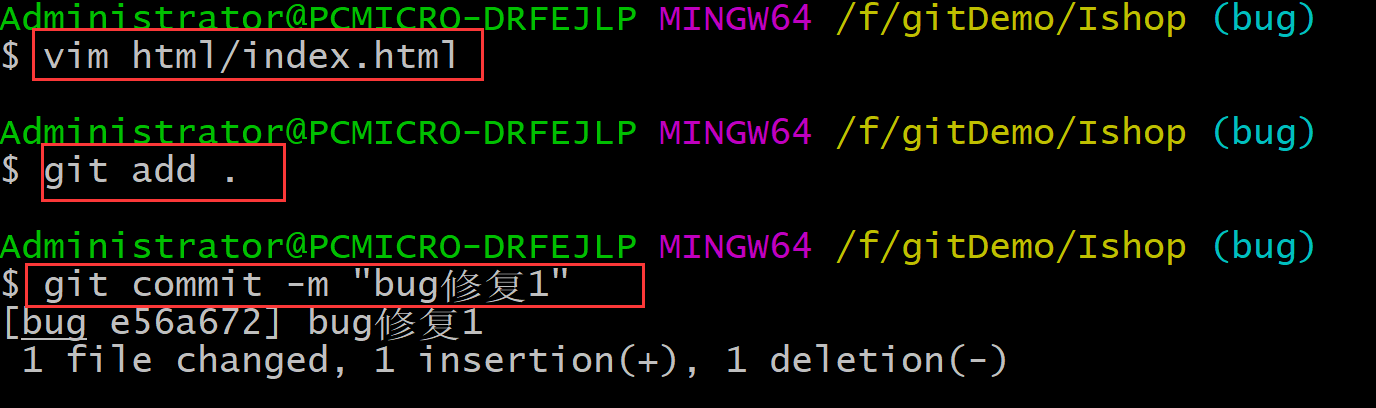 Administrator@PCMICRO-DRFEJLP MINGW64 /f/gitDemo/Ishop (bug)
$ vim html/index.html
Administrator@PCMICRO-DRFEJLP MINGW64 /f/gitDemo/Ishop (bug)
$ git add .
Administrator@PCMICRO-DRFEJLP MINGW64 /f/gitDemo/Ishop (bug)
$ git commit -m "bug修复1"
[bug e56a672] bug修复1
 1 file changed, 1 insertion(+), 1 deletion(-)